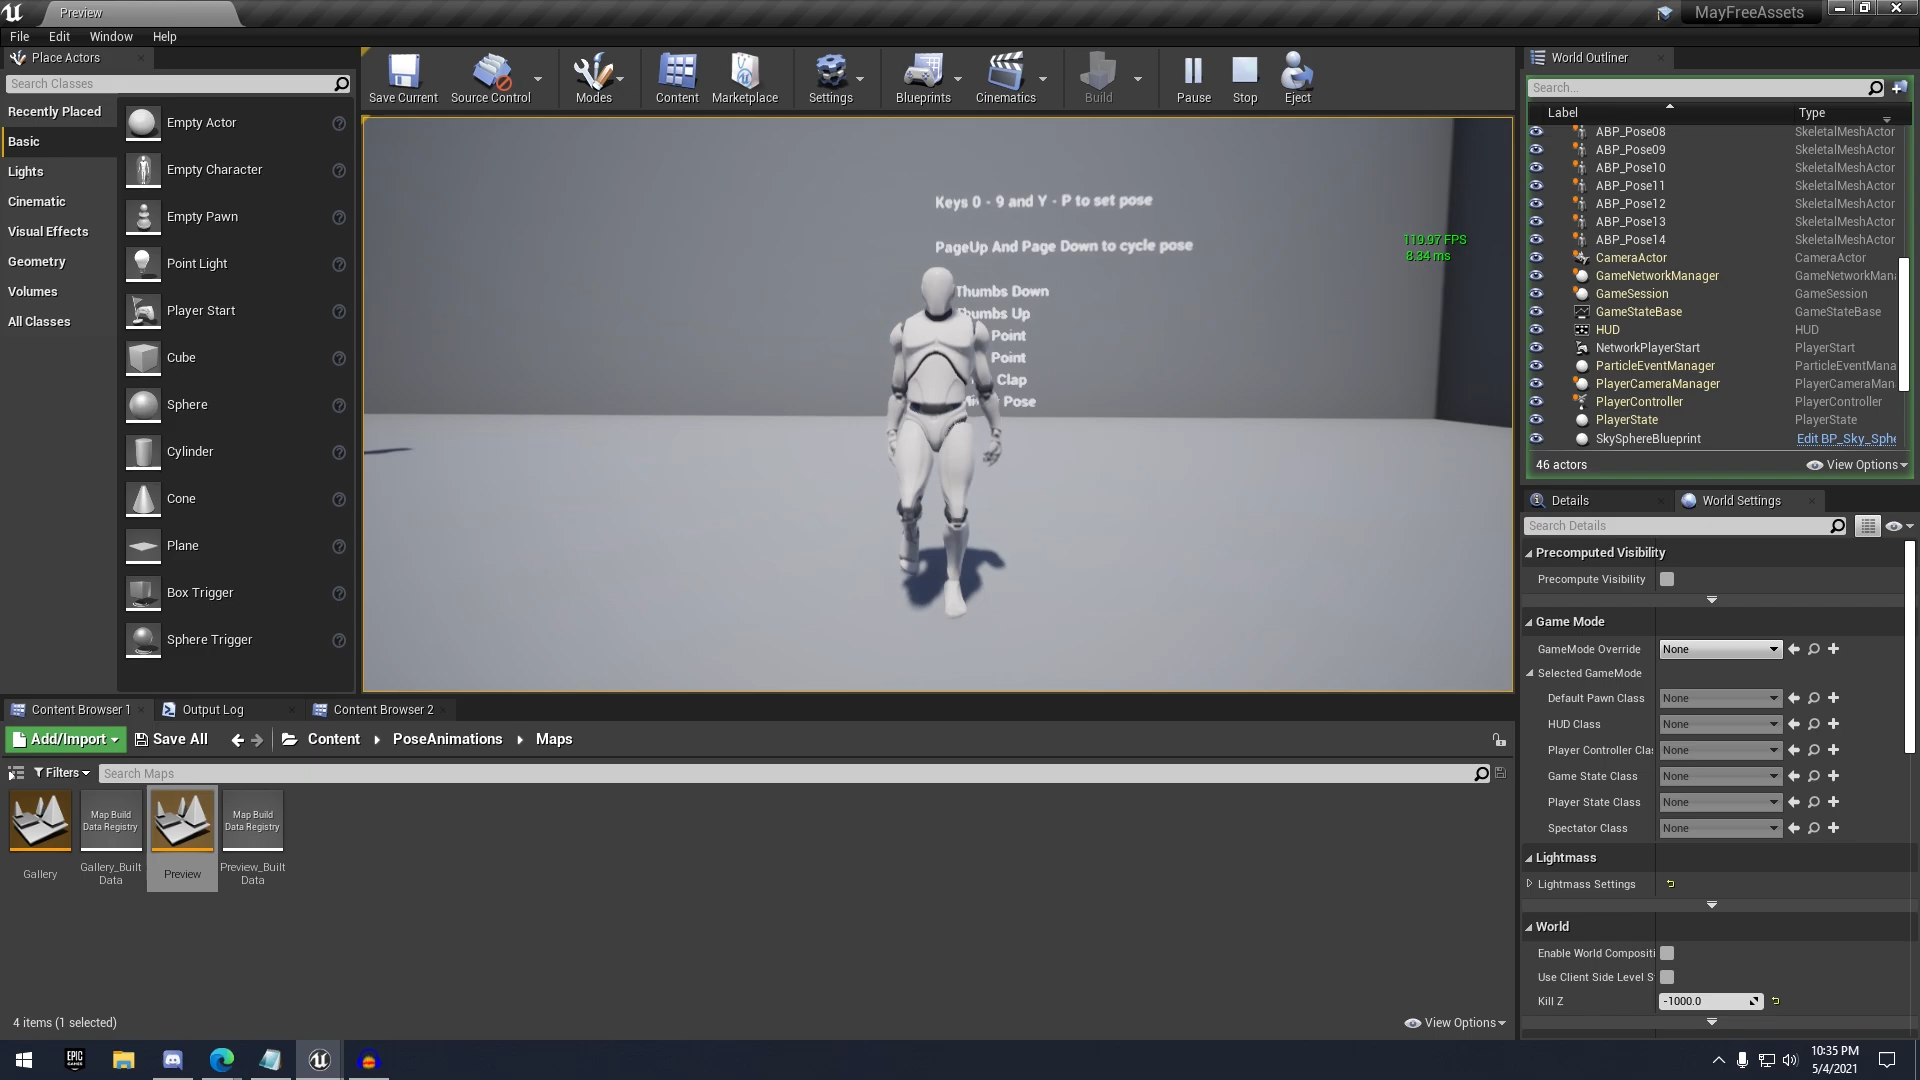 Preview
MayFreeAssets
File Edit Window Help
Place Actors
Search Classes
Recently Placed
Basic
Lights
Cinematic
Visual Effects
Geometry
Volumes
All Classes
Empty Actor
Empty Character
Empty Pawn
Point Light
Player Start
Cube
Sphere
Cylinder
Cone
Plane
Box Trigger
Sphere Trigger
Save Current
Source Control
Modes
Content
Marketplace
Settings
Blueprints
Cinematics
Build
Pause
Stop
Eject
Keys 0 - 9 and Y - P to set pose
PageUp And Page Down to cycle pose
119.97 FPS
8.34 ms
Thumbs Down
Thumbs Up
Point
Point
Clap
Pose
World Outliner
Search...
Label Type
ABP_Pose08 SkeletalMeshActor
ABP_Pose09 SkeletalMeshActor
ABP_Pose10 SkeletalMeshActor
ABP_Pose11 SkeletalMeshActor
ABP_Pose12 SkeletalMeshActor
ABP_Pose13 SkeletalMeshActor
ABP_Pose14 SkeletalMeshActor
CameraActor CameraActor
GameNetworkManager GameNetworkMana
GameSession GameSession
GameStateBase GameStateBase
HUD HUD
NetworkPlayerStart PlayerStart
ParticleEventManager ParticleEventMana
PlayerCameraManager PlayerCameraMan
PlayerController PlayerController
PlayerState PlayerState
SkySphereBlueprint Edit BP_Sky_Sphe
46 actors View Options
Details World Settings
Search Details
Precomputed Visibility
Precompute Visibility
Game Mode
GameMode Override None
Selected GameMode
Default Pawn Class None
HUD Class None
Player Controller Clas None
Game State Class None
Player State Class None
Spectator Class None
Lightmass
Lightmass Settings
World
Enable World Compositi
Use Client Side Level S
Kill Z -1000.0
Content Browser 1 Output Log Content Browser 2
Add/Import Save All Content PoseAnimations Maps
Filters Search Maps
Map Build
Data Registry
Map Build
Data Registry
Gallery
Gallery_Built
Data
Preview
Preview_Built
Data
4 items (1 selected) View Options
EPIC
GAMES
10:35 PM
5/4/2021